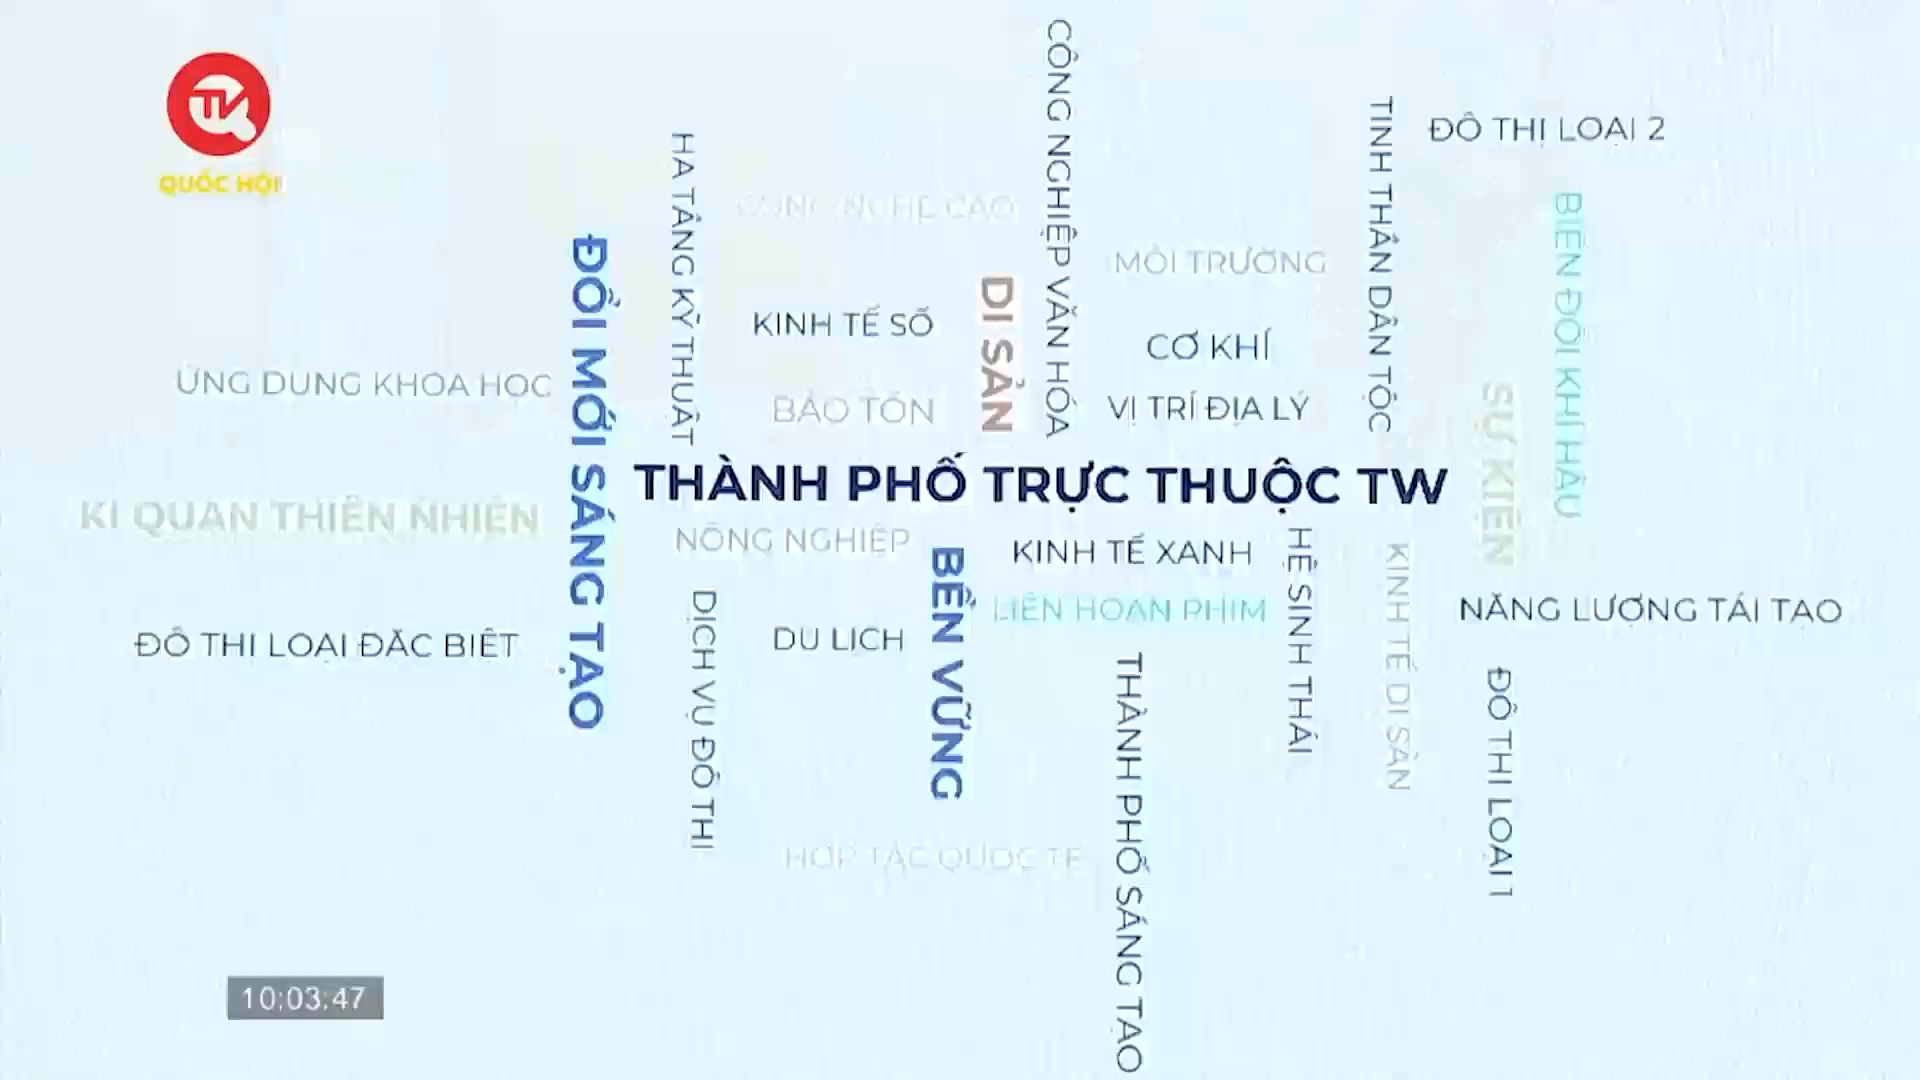 QUỐC HỘI
CÔNG NGHIỆP VĂN HÓA
TINH THẦN DÂN TỘC
ĐÔ THỊ LOẠI 2
HẠ TẦNG KỸ THUẬT
CÔNG NGHỆ CAO
BIẾN ĐỔI KHÍ HẬU
ĐỔI MỚI SÁNG TẠO
MÔI TRƯỜNG
DI SẢN
KINH TẾ SỐ
CƠ KHÍ
ỨNG DỤNG KHOA HỌC
BẢO TỒN
VỊ TRÍ ĐỊA LÝ
SỰ KIỆN
THÀNH PHỐ TRỰC THUỘC TW
KÌ QUAN THIÊN NHIÊN
NÔNG NGHIỆP
BỀN VỮNG
KINH TẾ XANH
HỆ SINH THÁI
KINH TẾ DI SẢN
LIÊN HOAN PHIM
NĂNG LƯỢNG TÁI TẠO
ĐÔ THỊ LOẠI ĐẶC BIỆT
DỊCH VỤ ĐÔ THỊ
DU LỊCH
THÀNH PHỐ SÁNG TẠO
ĐÔ THỊ LOẠI 1
HỢP TÁC QUỐC TẾ
10:03:47